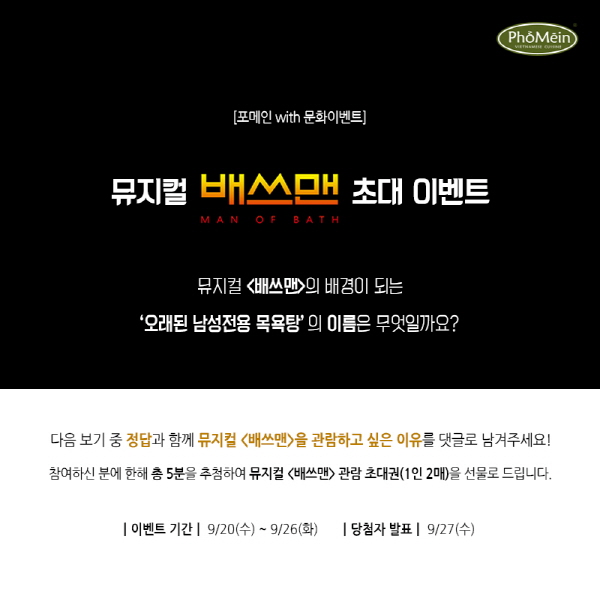 PhỏMein
VIETNAMESE CUISINE
[포메인 with 문화이벤트]
뮤지컬 배쓰맨 초대 이벤트
MAN OF BATH
뮤지컬 <배쓰맨>의 배경이 되는
‘오래된 남성전용 목욕탕’ 의 이름은 무엇일까요?
다음 보기 중 정답과 함께 뮤지컬 <배쓰맨>을 관람하고 싶은 이유를 댓글로 남겨주세요!
참여하신 분에 한해 총 5분을 추첨하여 뮤지컬 <배쓰맨> 관람 초대권(1인 2매)을 선물로 드립니다.
| 이벤트 기간 | 9/20(수) ~ 9/26(화) | 당첨자 발표 | 9/27(수)